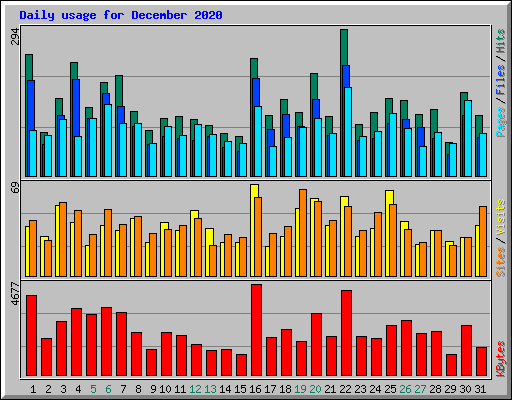 Daily usage for December 2020
294
Pages / Files / Hits
69
Sites / Visits
4677
KBytes
1 2 3 4 5 6 7 8 9 10 11 12 13 14 15 16 17 18 19 20 21 22 23 24 25 26 27 28 29 30 31